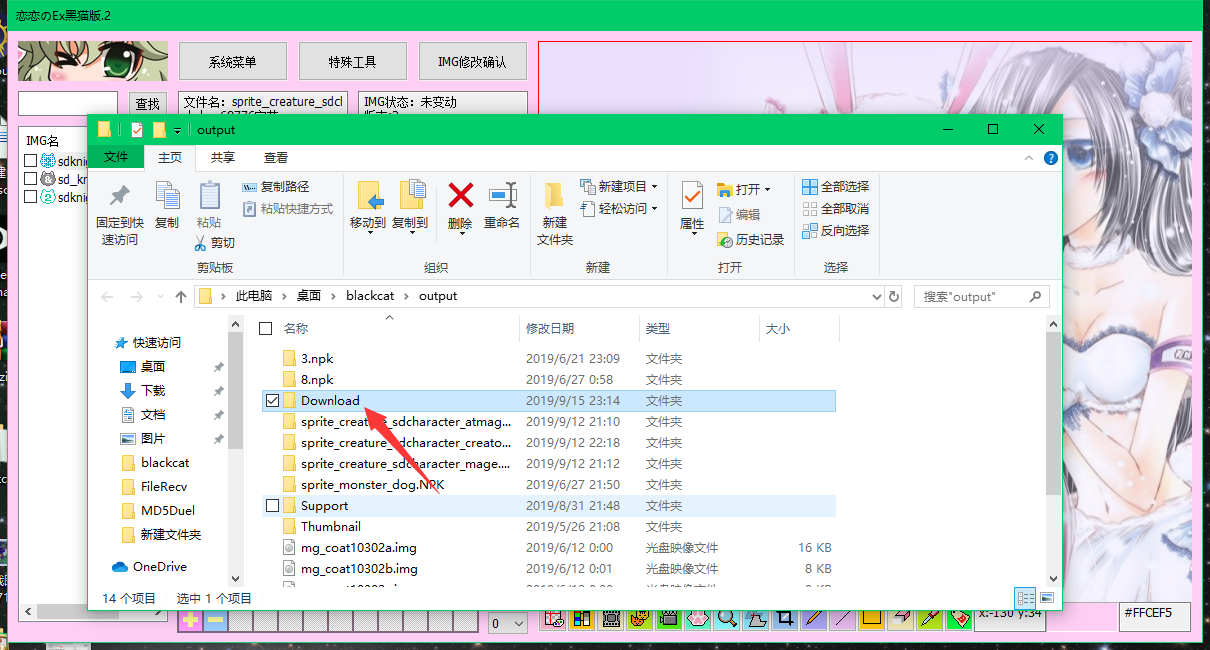 恋恋のEx黑猫版.2
系统菜单 特殊工具 IMG修改确认
查找 文件名：sprite_creature_sdcl IMG状态：未变动
IMG名
output
文件 主页 共享 查看
固定到快速访问 复制 粘贴 复制路径 粘贴快捷方式 剪切
移动到 复制到 删除 重命名
新建文件夹 新建项目 轻松访问
属性 打开 编辑 历史记录
全部选择 全部取消 反向选择
剪贴板 组织 新建 打开 选择
此电脑 桌面 blackcat output 搜索"output"
名称 修改日期 类型 大小
快速访问
桌面
下载
文档
图片
blackcat
FileRecv
MD5Duel
新建文件夹
OneDrive
3.npk 2019/6/21 23:09 文件夹
8.npk 2019/6/27 0:58 文件夹
Download 2019/9/15 23:14 文件夹
sprite_creature_sdcharacter_atmag... 2019/9/12 21:10 文件夹
sprite_creature_sdcharacter_creato... 2019/9/12 22:18 文件夹
sprite_creature_sdcharacter_mage.... 2019/9/12 21:12 文件夹
sprite_monster_dog.NPK 2019/6/27 21:50 文件夹
Support 2019/8/31 21:48 文件夹
Thumbnail 2019/5/26 21:08 文件夹
mg_coat10302a.img 2019/6/12 0:00 光盘映像文件 16 KB
mg_coat10302b.img 2019/6/12 0:01 光盘映像文件 8 KB
14 个项目 选中 1 个项目
0 x:-130 y:34 #FFCEF5